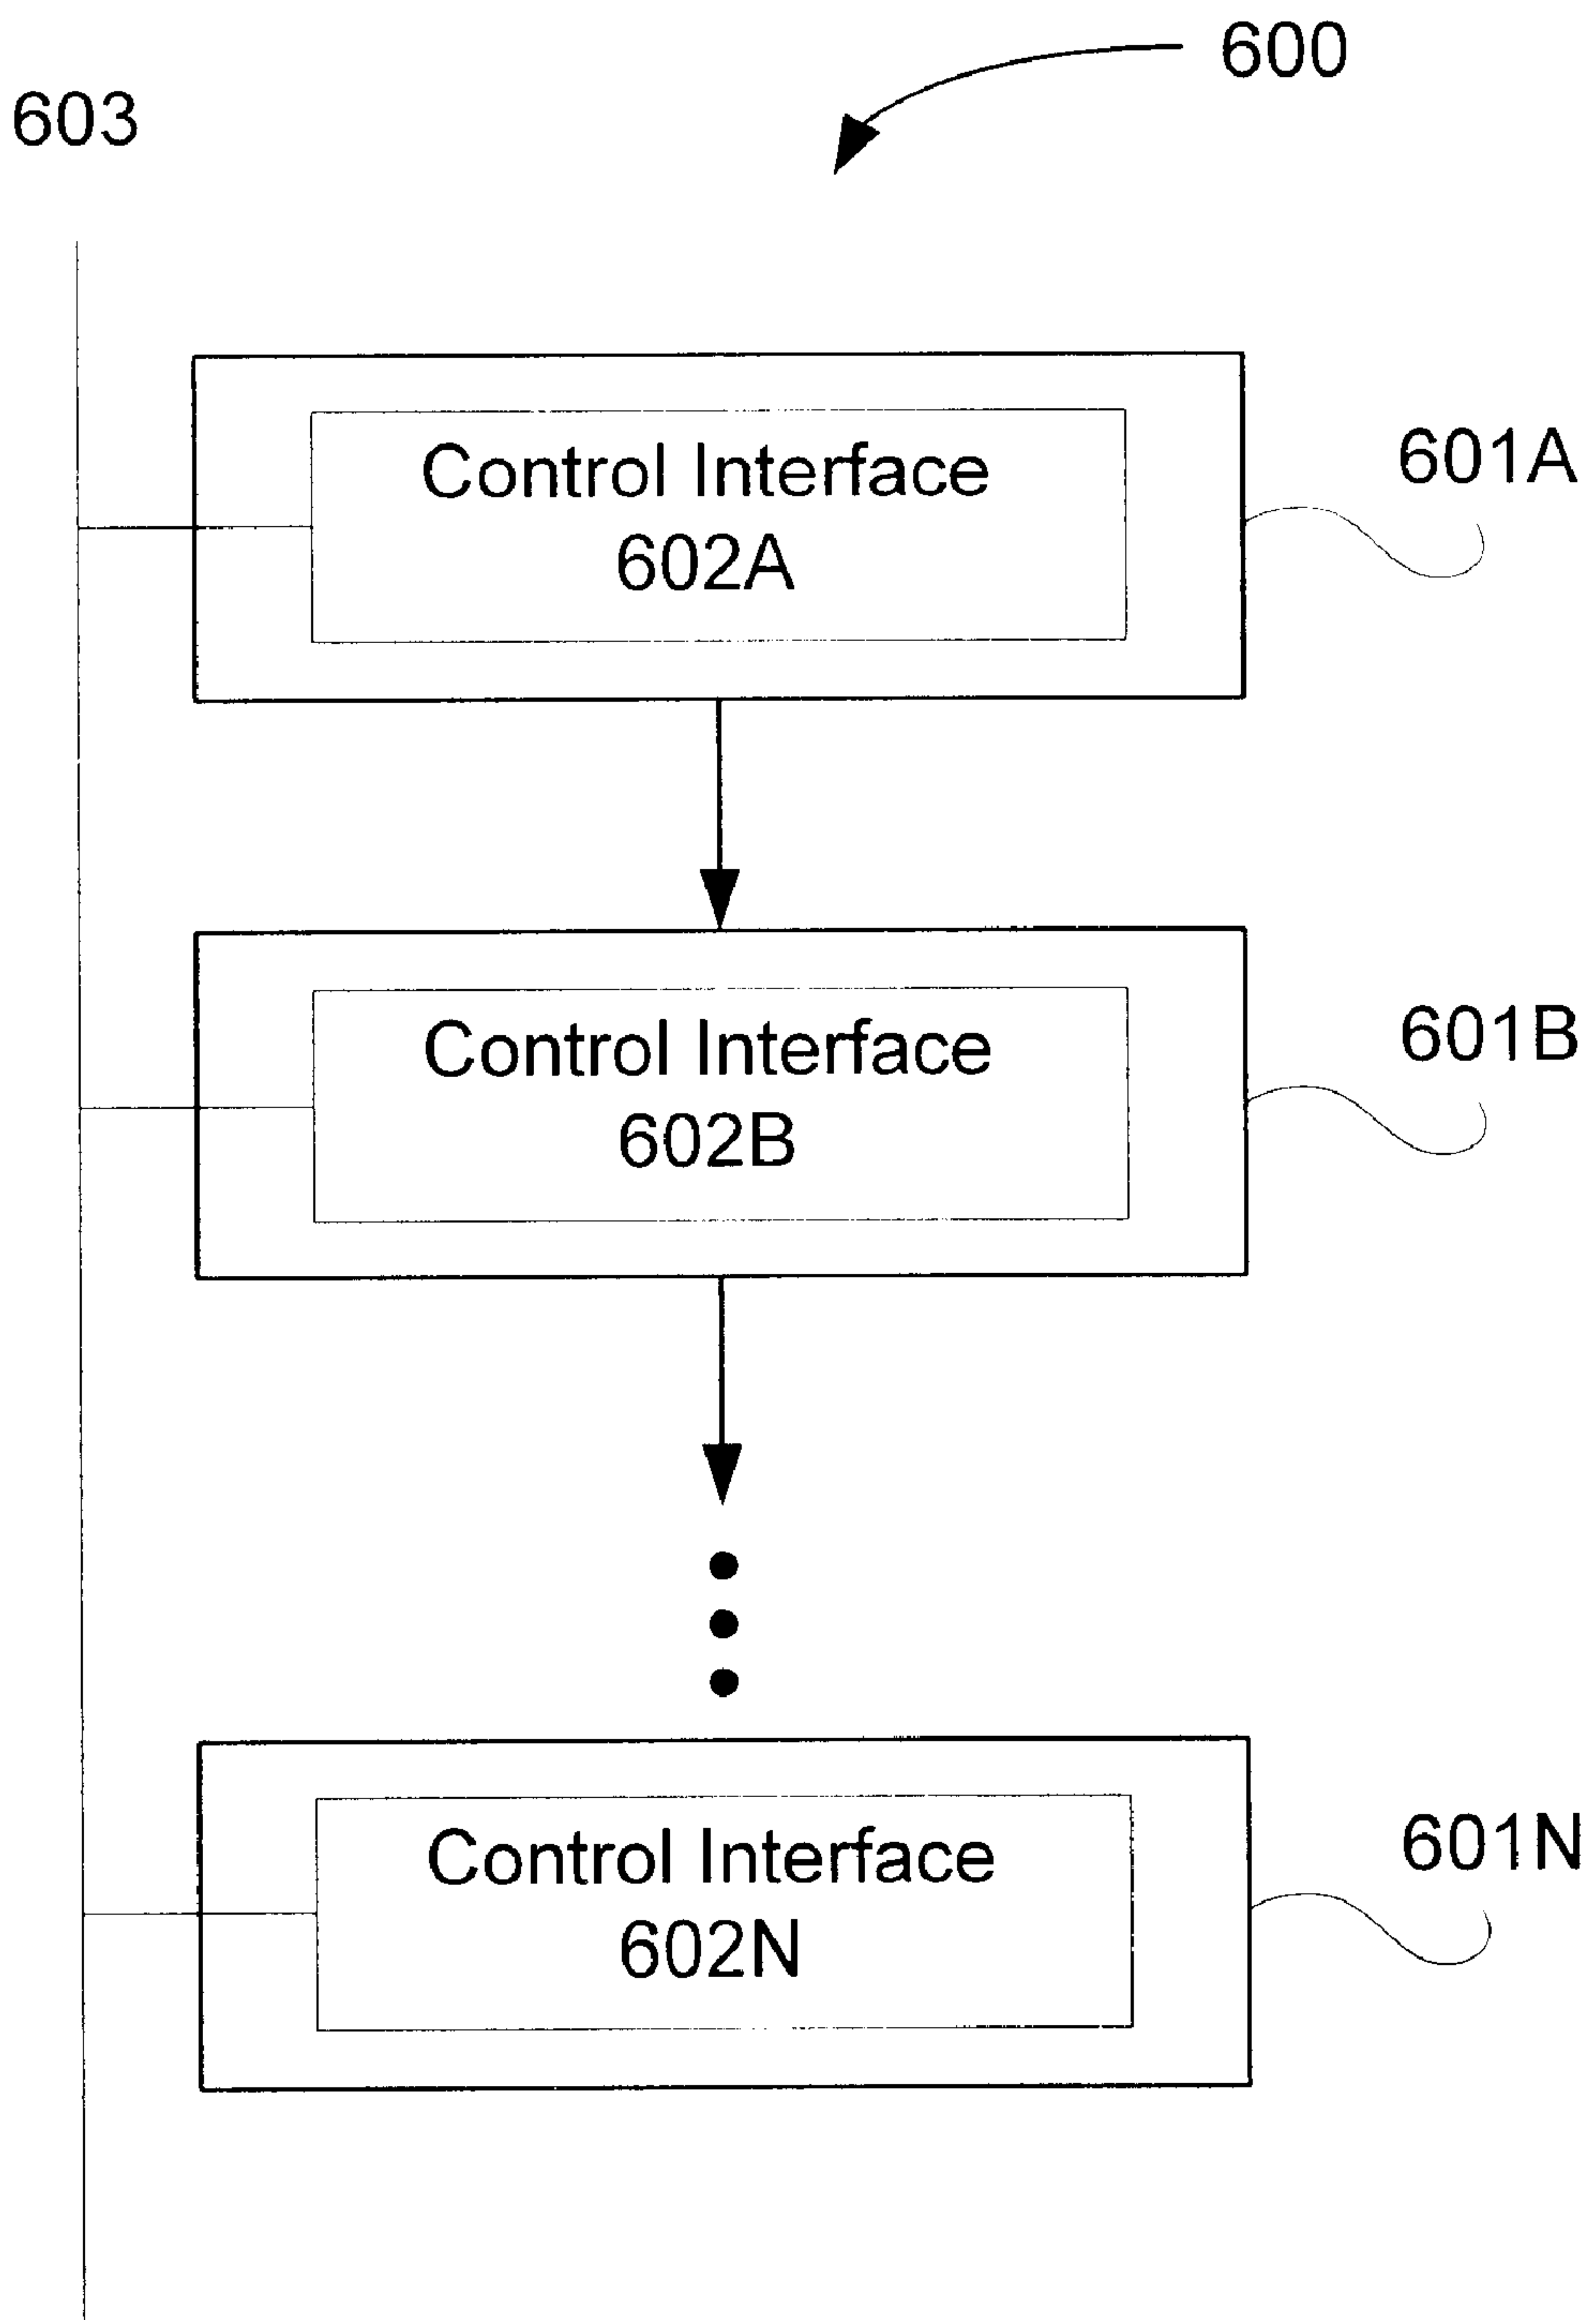 600
603
Control Interface
602A
601A
Control Interface
602B
601B
Control Interface
602N
601N